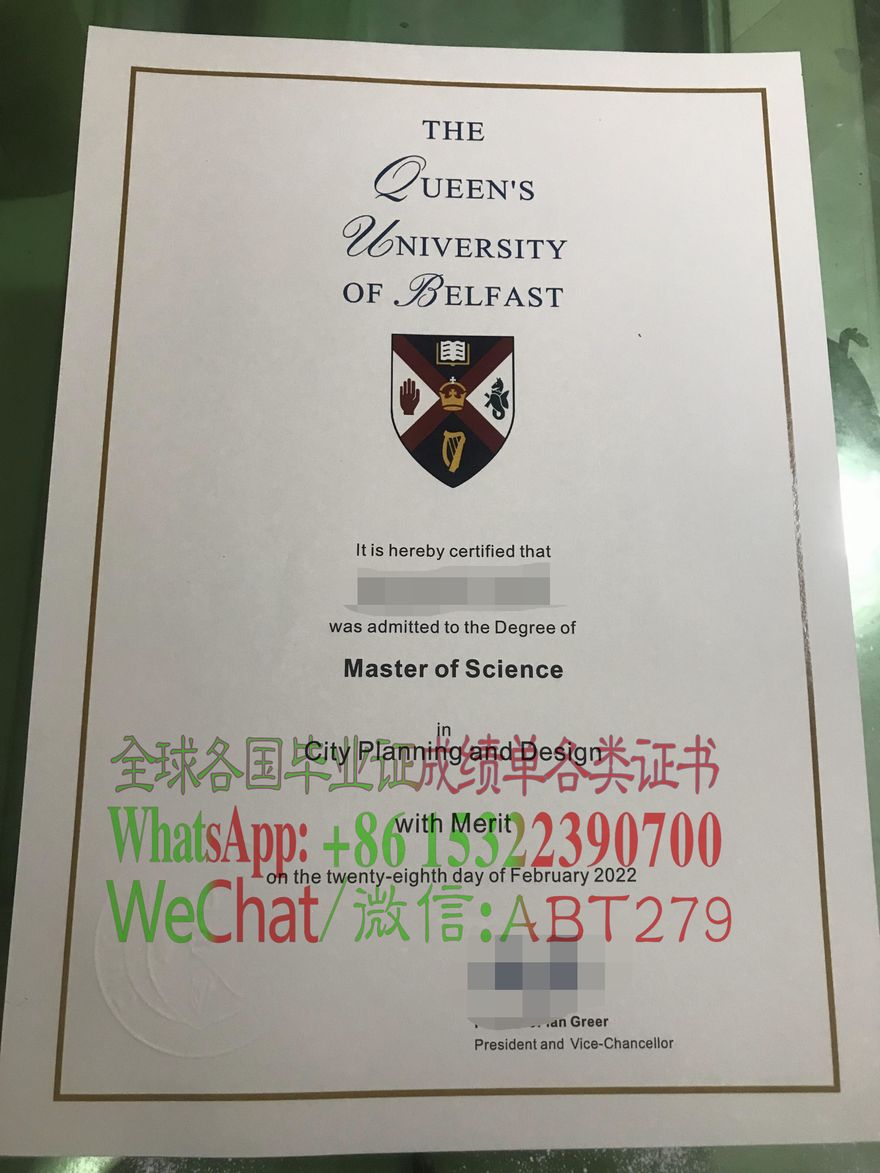 THE
QUEEN'S
UNIVERSITY
OF BELFAST
It is hereby certified that
was admitted to the Degree of
Master of Science
in
City Planning and Design
全球各国毕业证成绩单各类证书
with Merit
WhatsApp: +86 15322390700
on the twenty-eighth day of February 2022
WeChat/微信:ABT279
Ian Greer
President and Vice-Chancellor